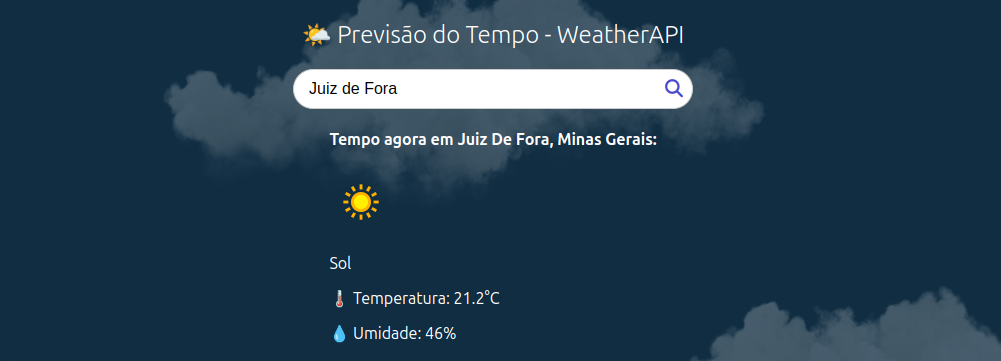 🌤️ Previsão do Tempo - WeatherAPI
Juiz de Fora
Tempo agora em Juiz De Fora, Minas Gerais:
Sol
🌡️ Temperatura: 21.2°C
💧 Umidade: 46%